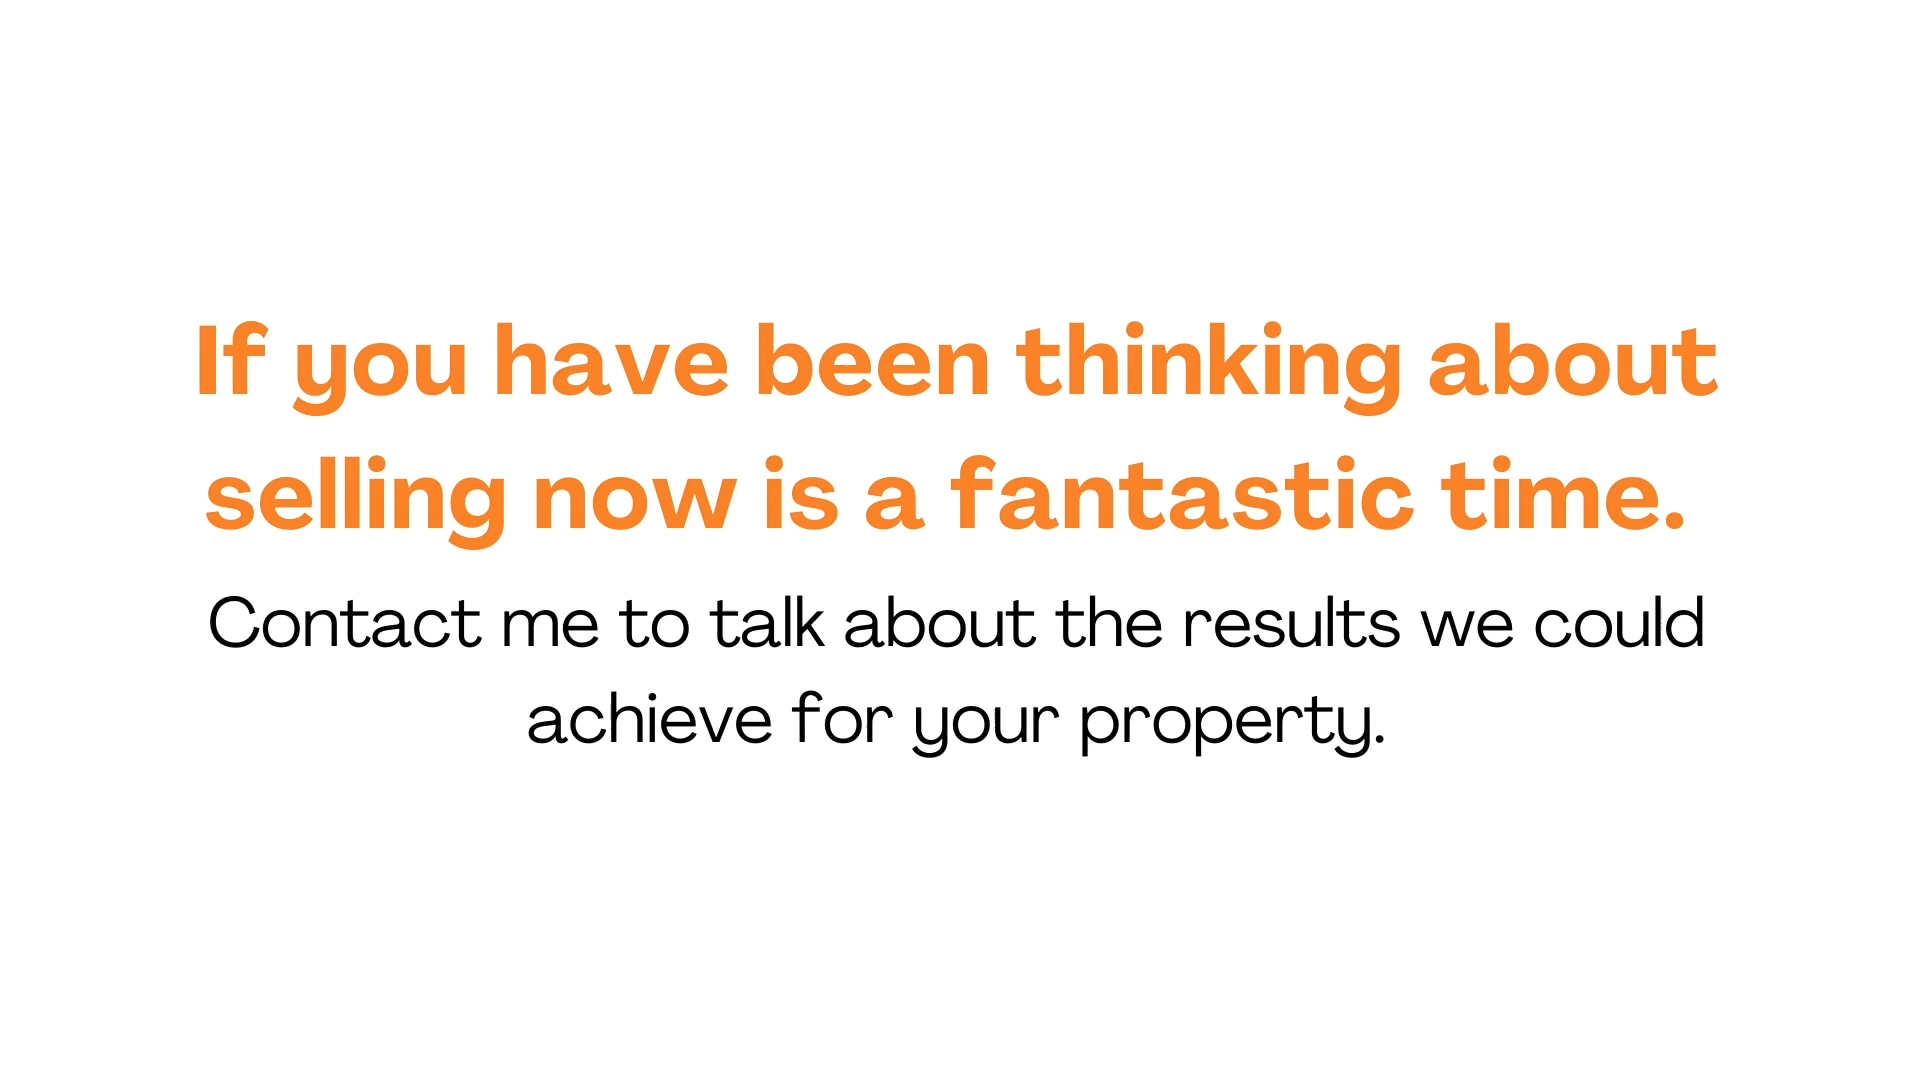 If you have been thinking about
selling now is a fantastic time.
Contact me to talk about the results we could
achieve for your property.